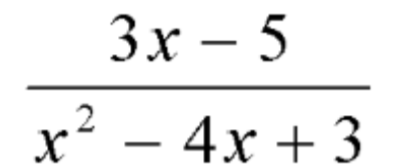 3x – 5
x² – 4x + 3